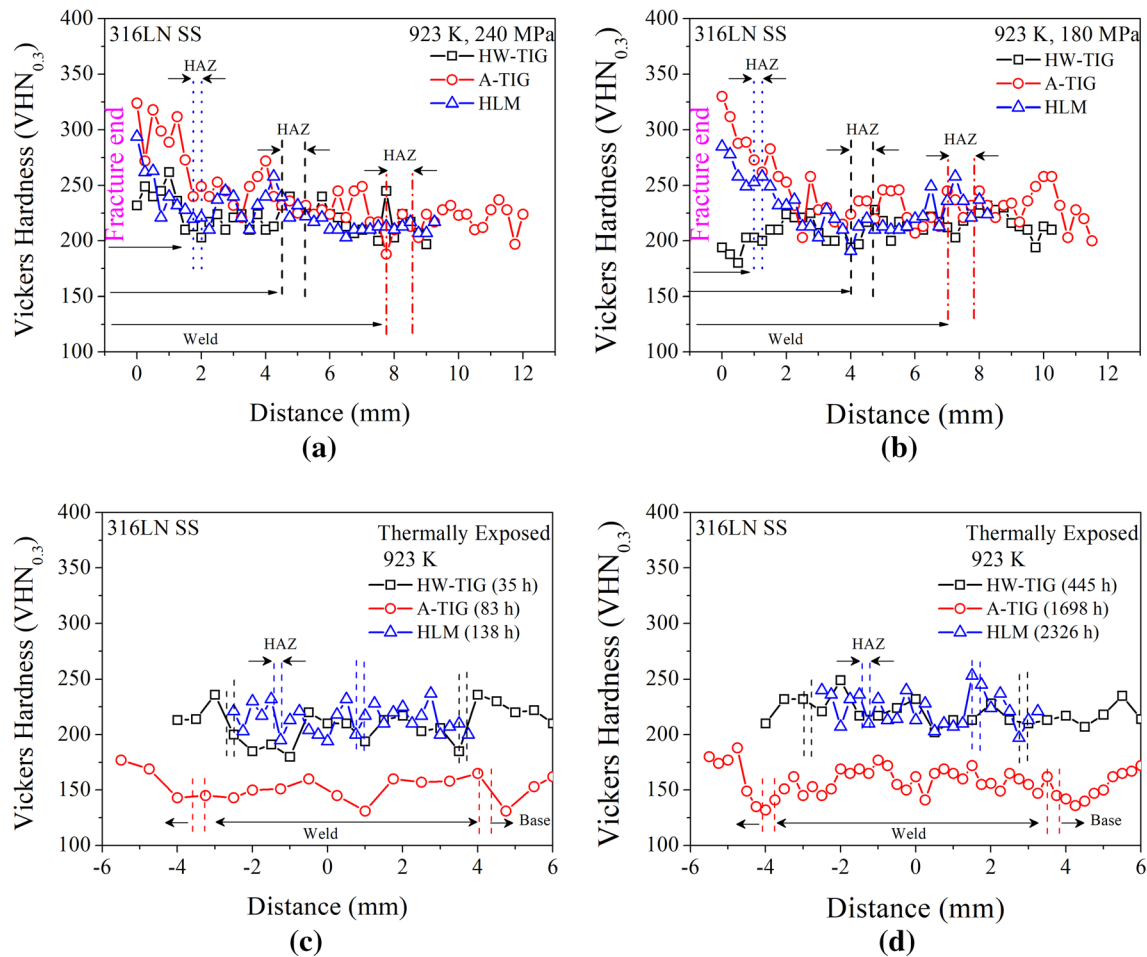 316LN SS
923 K, 240 MPa
HW-TIG
A-TIG
HLM
HAZ
HAZ
HAZ
Fracture end
Weld
Vickers Hardness (VHN0.3)
400
350
300
250
200
150
100
0 2 4 6 8 10 12
Distance (mm)
(a)
316LN SS
923 K, 180 MPa
HW-TIG
A-TIG
HLM
HAZ
HAZ
HAZ
Fracture end
Weld
Vickers Hardness (VHN0.3)
400
350
300
250
200
150
100
0 2 4 6 8 10 12
Distance (mm)
(b)
316LN SS
Thermally Exposed
923 K
HW-TIG (35 h)
A-TIG (83 h)
HLM (138 h)
HAZ
Weld
Base
Vickers Hardness (VHN0.3)
400
350
300
250
200
150
100
-6 -4 -2 0 2 4 6
Distance (mm)
(c)
316LN SS
Thermally Exposed
923 K
HW-TIG (445 h)
A-TIG (1698 h)
HLM (2326 h)
HAZ
Weld
Base
Vickers Hardness (VHN0.3)
400
350
300
250
200
150
100
-6 -4 -2 0 2 4 6
Distance (mm)
(d)